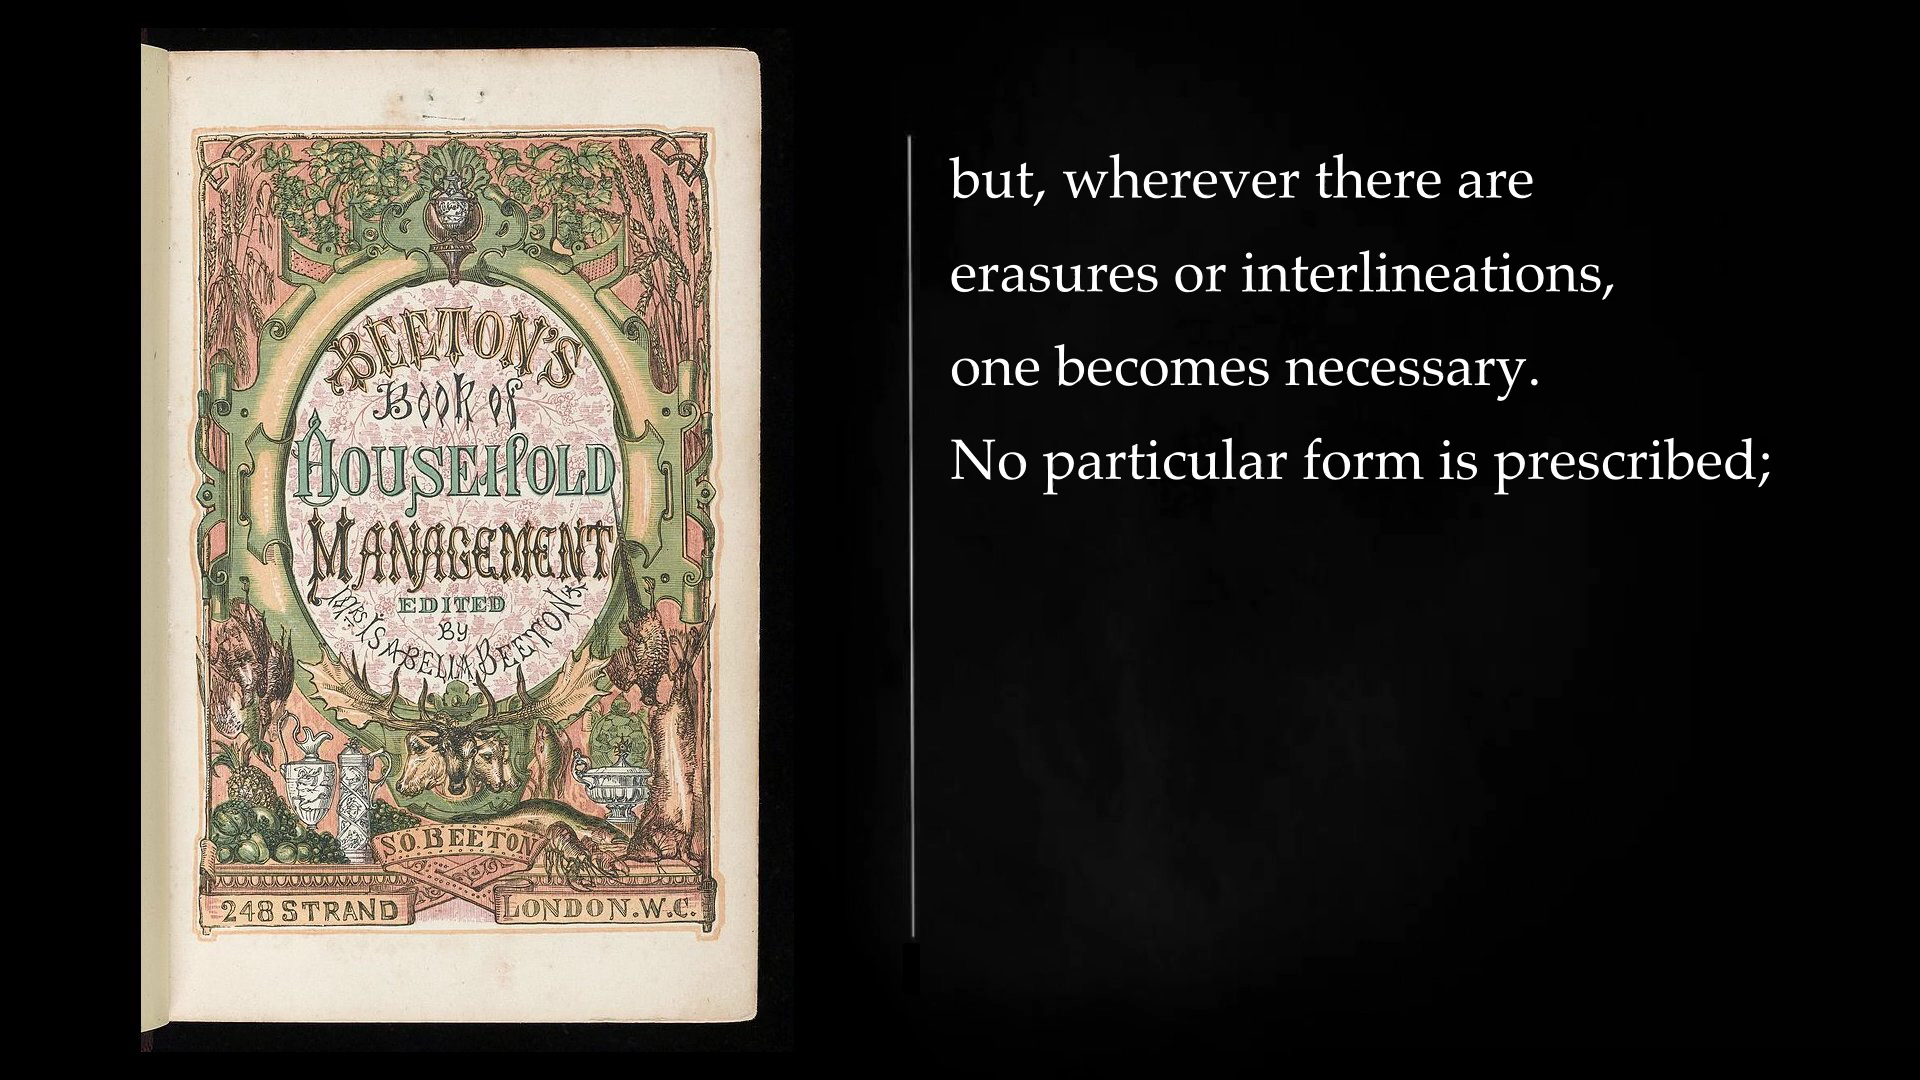 BEETON'S
Book of
HOUSEHOLD
MANAGEMENT
EDITED
BY
MRS ISABELLA BEETON
S.O. BEETON
248 STRAND
LONDON. W.C.
but, wherever there are
erasures or interlineations,
one becomes necessary.
No particular form is prescribed;